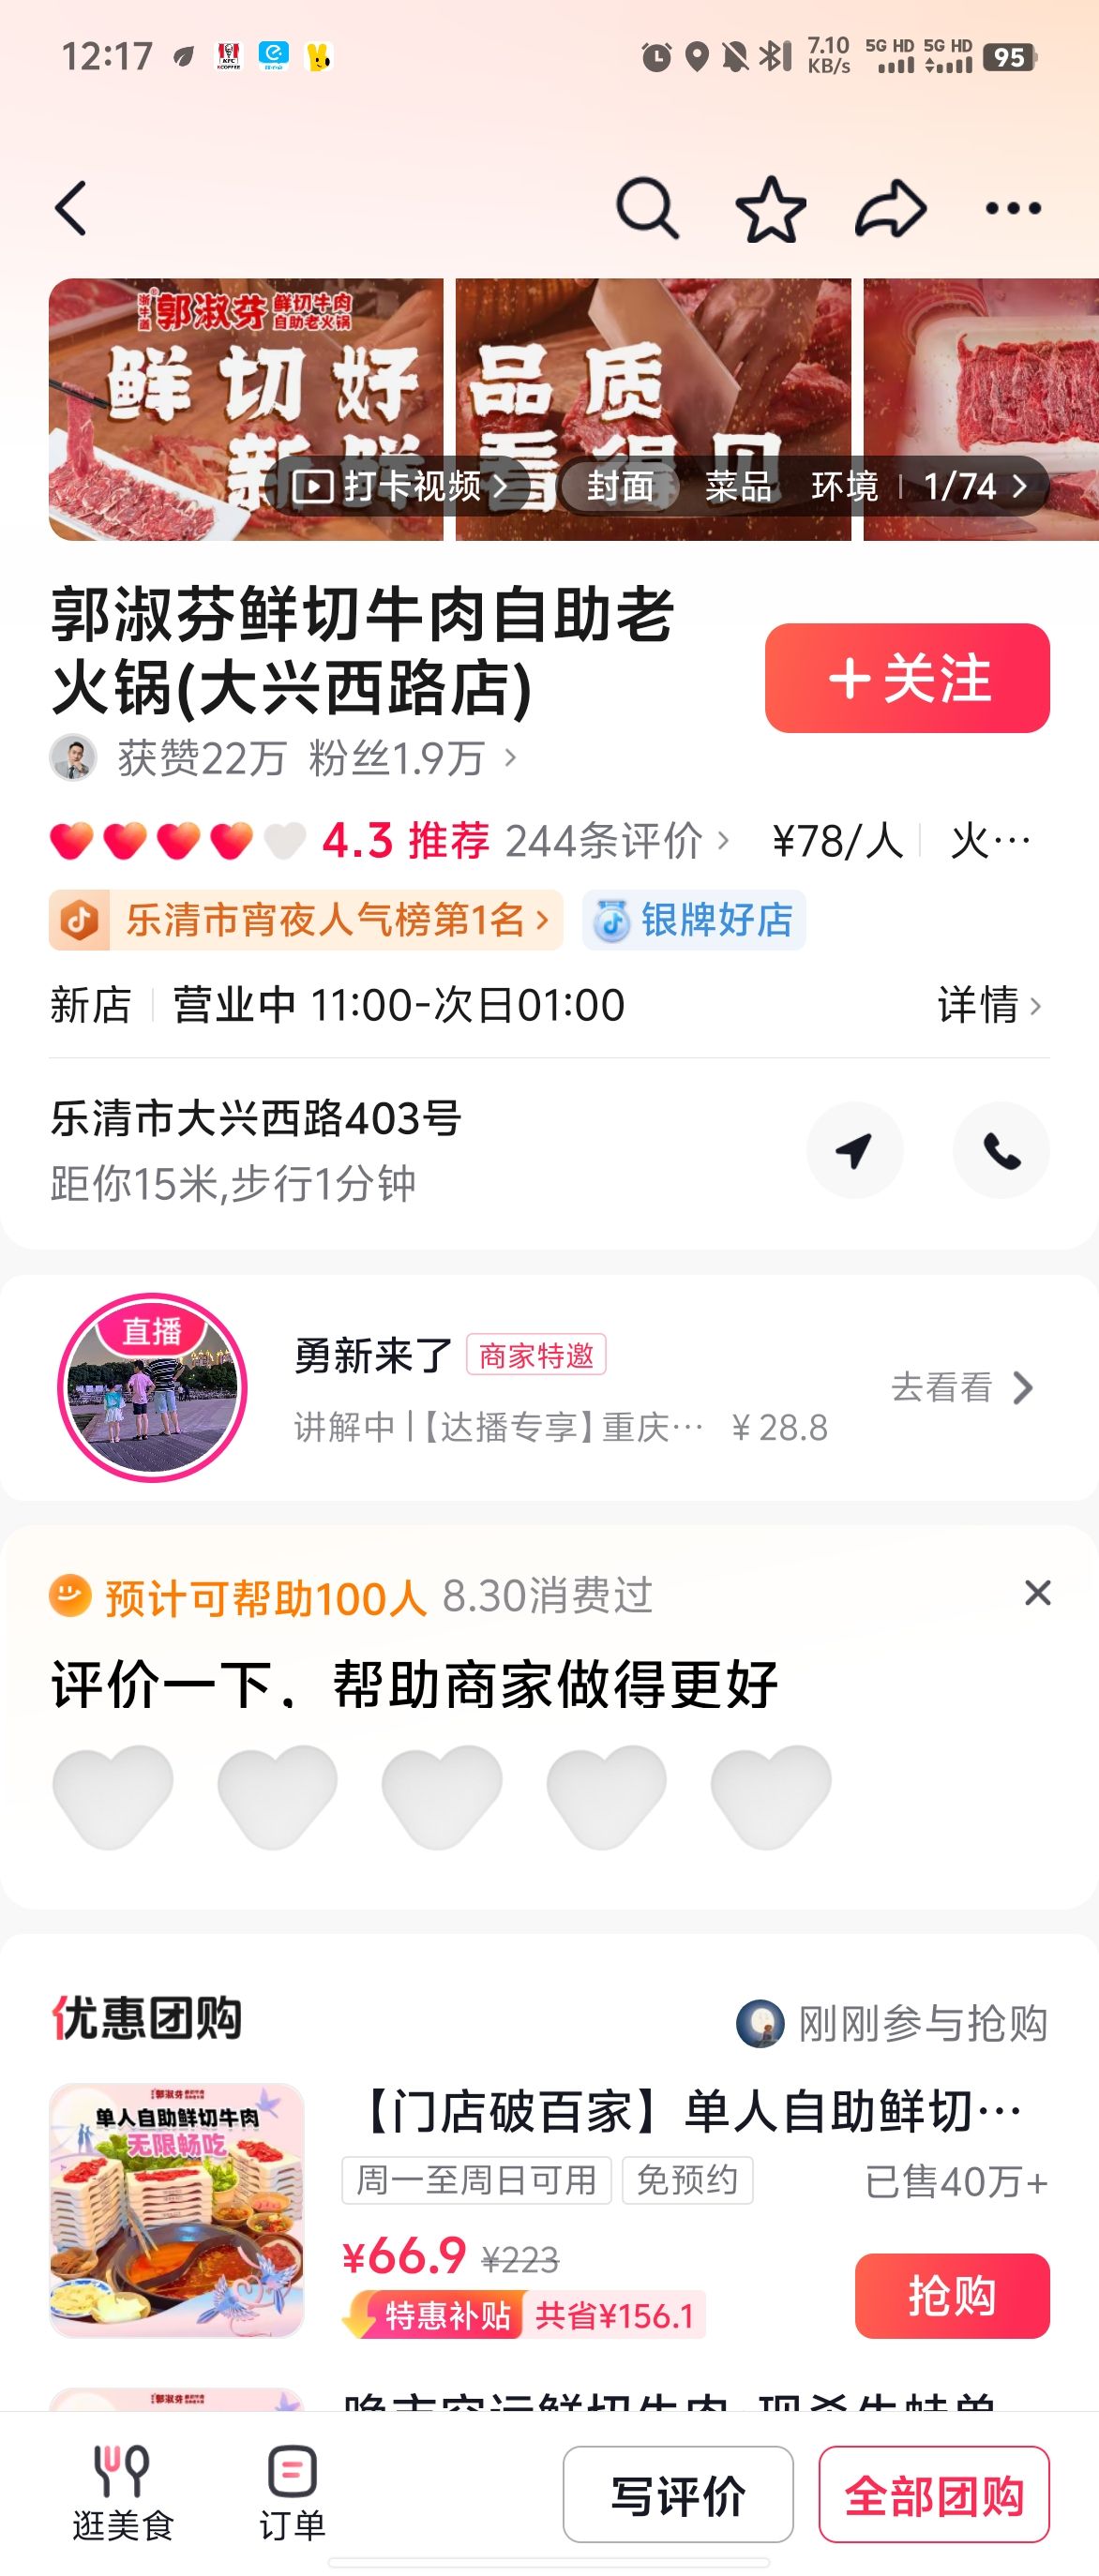 12:17
7.10 KB/s 5G HD 5G HD 95
郭淑芬 鲜切牛肉 自助老火锅
鲜切好 品质
新鲜 看得见
打卡视频
封面 菜品 环境 1/74
郭淑芬鲜切牛肉自助老
火锅(大兴西路店)
+关注
获赞22万 粉丝1.9万
4.3 推荐 244条评价 ¥78/人 火…
乐清市宵夜人气榜第1名 银牌好店
新店 营业中 11:00-次日01:00 详情
乐清市大兴西路403号
距你15米,步行1分钟
直播
勇新来了 商家特邀
讲解中 |【达播专享】重庆… ¥ 28.8
去看看
预计可帮助100人 8.30消费过
评价一下，帮助商家做得更好
优惠团购
刚刚参与抢购
单人自助鲜切牛肉
无限畅吃
【门店破百家】单人自助鲜切…
周一至周日可用 免预约 已售40万+
¥66.9 ¥223
特惠补贴 共省¥156.1
抢购
逛美食 订单 写评价 全部团购